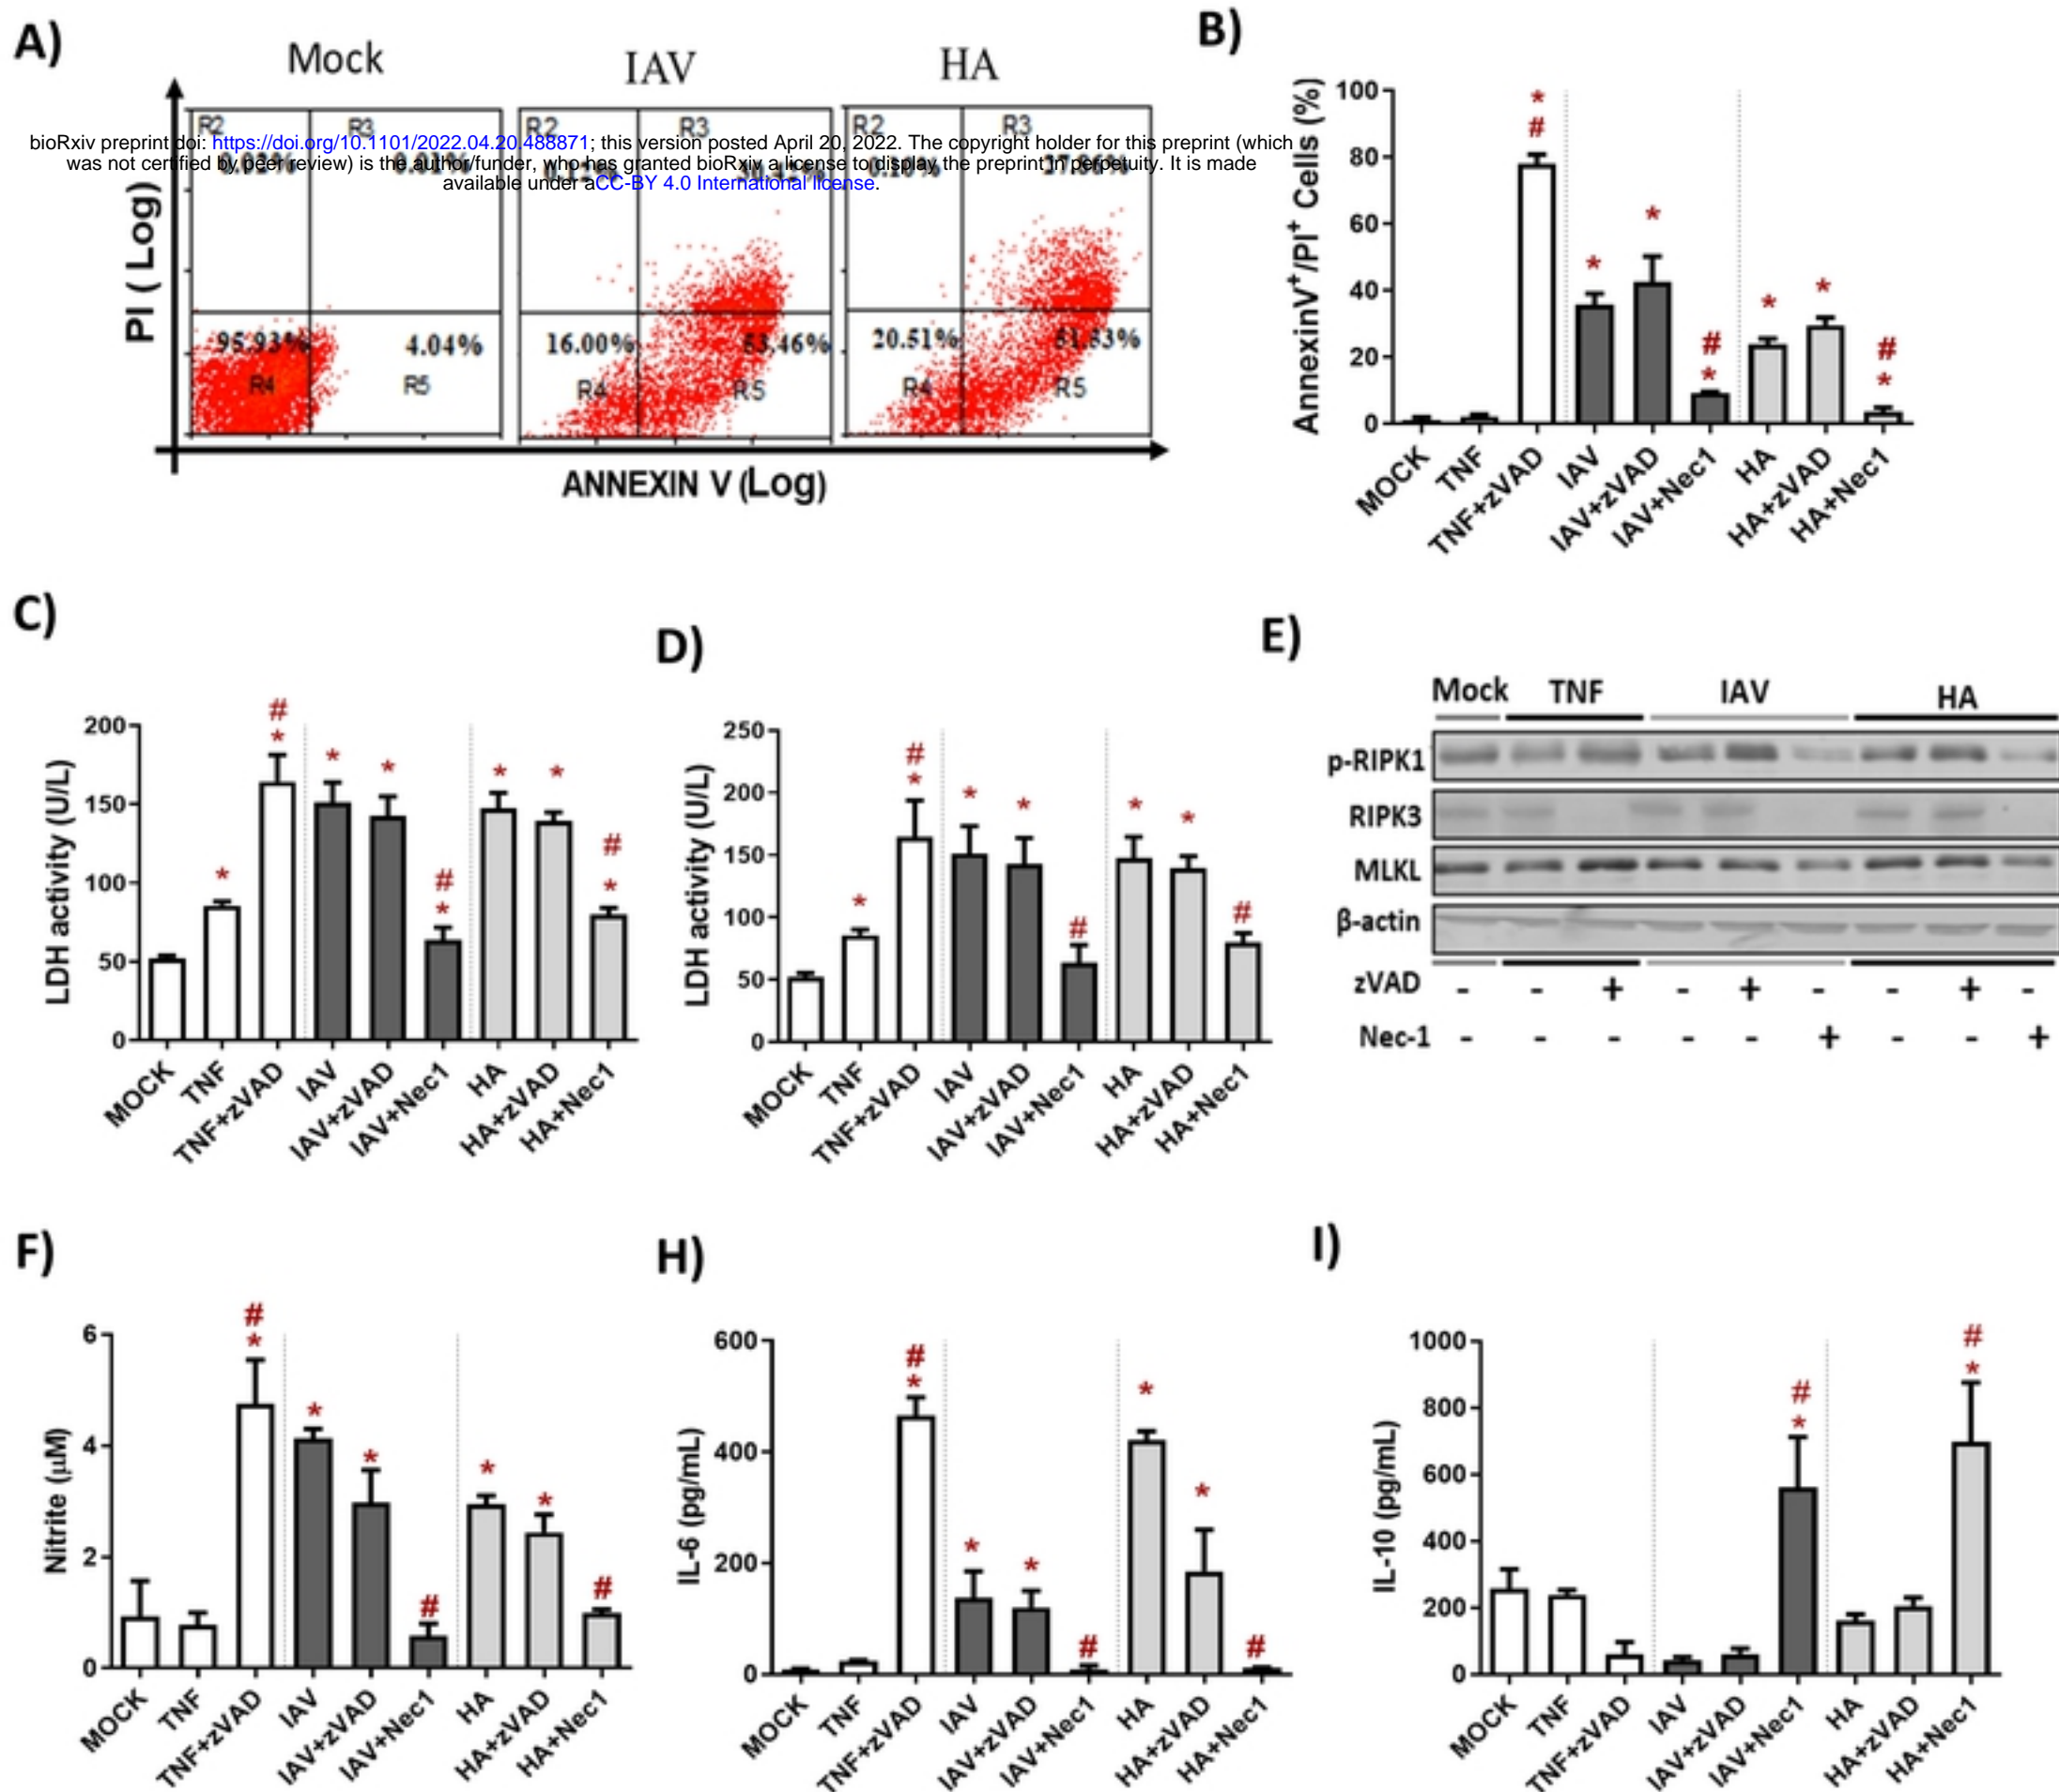 A)
Mock
IAV
HA
R2
R3
R2
R3
R2
R3
bioRxiv preprint doi: https://doi.org/10.1101/2022.04.20.488871; this version posted April 20, 2022. The copyright holder for this preprint (which
was not certified by peer review) is the author/funder, who has granted bioRxiv a license to display the preprint in perpetuity. It is made
available under aCC-BY 4.0 International license.
95.93%
4.04%
16.00%
53.46%
20.51%
R4
R5
R4
R5
R4
R5
PI ( Log)
ANNEXIN V (Log)
B)
AnnexinV+/PI+ Cells (%)
100
80
60
40
20
0
* # * * # * * * # *
MOCK
TNF
TNF+zVAD
IAV
IAV+zVAD
IAV+Nec1
HA
HA+zVAD
HA+Nec1
C)
LDH activity (U/L)
200
150
100
50
0
* # * * * # * * * # *
MOCK
TNF
TNF+zVAD
IAV
IAV+zVAD
IAV+Nec1
HA
HA+zVAD
HA+Nec1
D)
LDH activity (U/L)
250
200
150
100
50
0
* # * * * # * * #
MOCK
TNF
TNF+zVAD
IAV
IAV+zVAD
IAV+Nec1
HA
HA+zVAD
HA+Nec1
E)
Mock TNF IAV HA
p-RIPK1
RIPK3
MLKL
β-actin
zVAD - - + - + - - + -
Nec-1 - - - - - + - - +
F)
Nitrite (µM)
6
4
2
0
# * * * # * * #
MOCK
TNF
TNF+zVAD
IAV
IAV+zVAD
IAV+Nec1
HA
HA+zVAD
HA+Nec1
H)
IL-6 (pg/mL)
600
400
200
0
# * * * # * * #
MOCK
TNF
TNF+zVAD
IAV
IAV+zVAD
IAV+Nec1
HA
HA+zVAD
HA+Nec1
I)
IL-10 (pg/mL)
1000
800
600
400
200
0
# * # *
MOCK
TNF
TNF+zVAD
IAV
IAV+zVAD
IAV+Nec1
HA
HA+zVAD
HA+Nec1